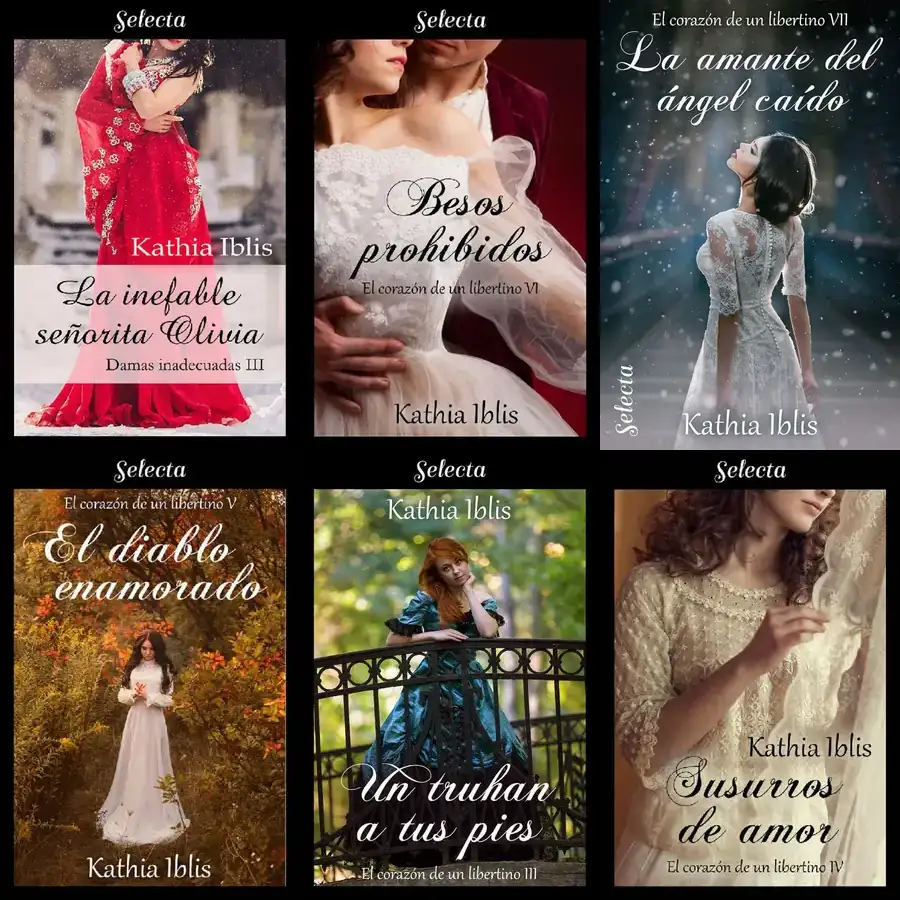 Selecta
Kathia Iblis
La inefable
señorita Olivia
Damas inadecuadas III
Selecta
Besos
prohibidos
El corazón de un libertino VI
Kathia Iblis
El corazón de un libertino VII
La amante del
ángel caído
Selecta
Kathia Iblis
Selecta
El corazón de un libertino V
El diablo
enamorado
Kathia Iblis
Selecta
Kathia Iblis
Un truhan
a tus pies
El corazón de un libertino III
Selecta
Kathia Iblis
Susurros
de amor
El corazón de un libertino IV